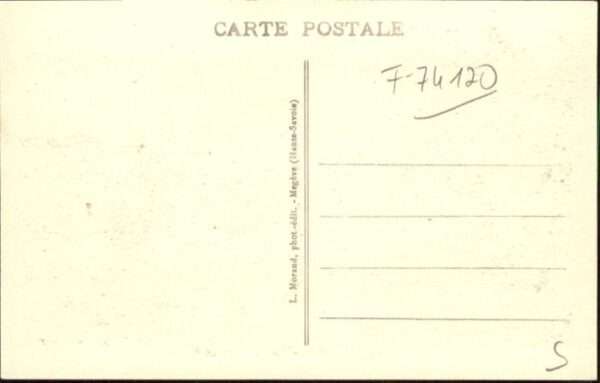 CARTE POSTALE
F-74120
L. Morand, phot.-édit. - Megève (Haute-Savoie)
S